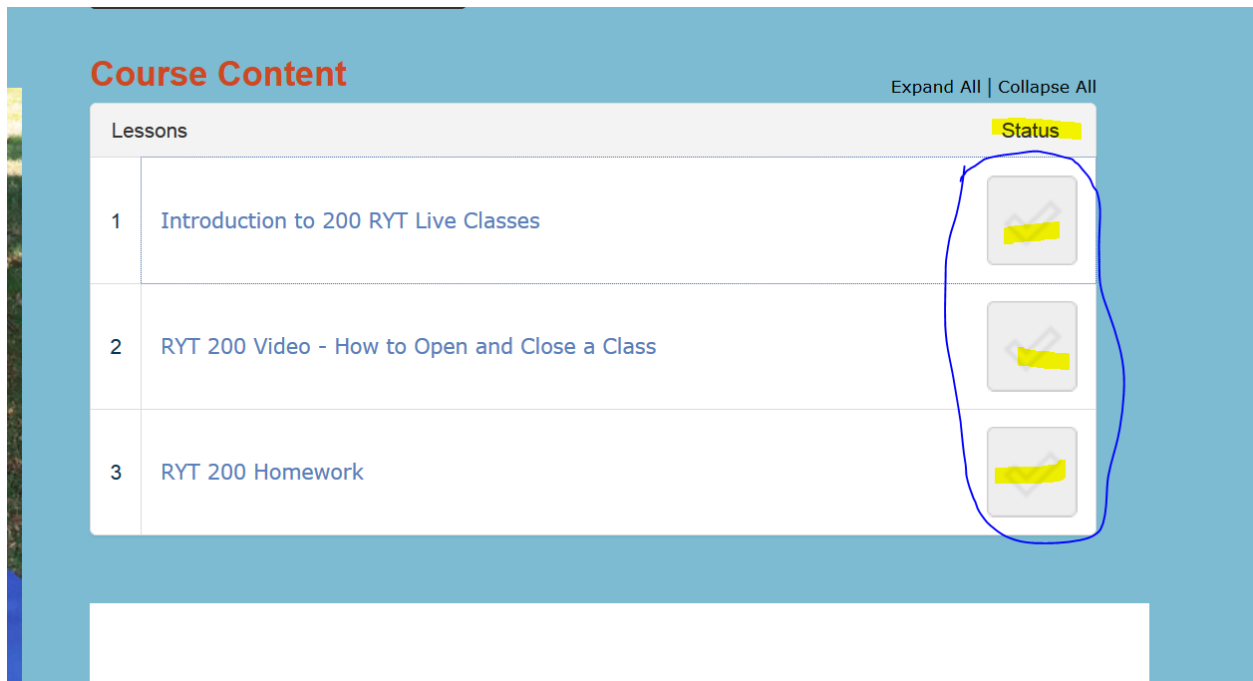 Course Content
Expand All | Collapse All
Lessons Status
1 Introduction to 200 RYT Live Classes
2 RYT 200 Video - How to Open and Close a Class
3 RYT 200 Homework